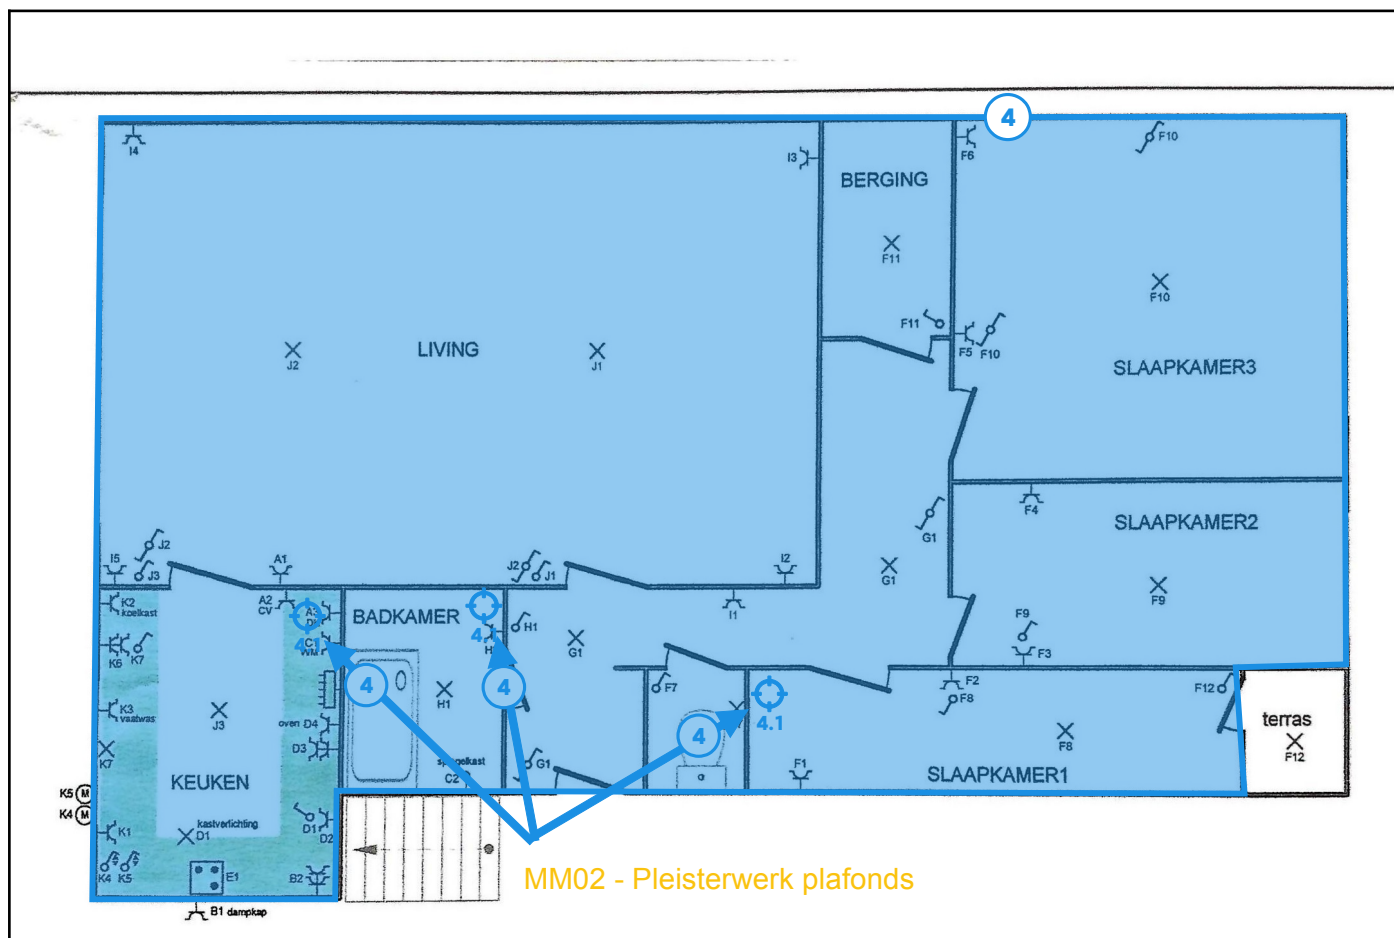 4
I4
I3
F6
F10
BERGING
F11
F10
F11
F5
F10
LIVING
J2
J1
SLAAPKAMER3
F4
SLAAPKAMER2
G1
G1
F9
I5
J2
J3
A1
J2
J1
I2
K2
koelkast
A2
CV
4.1
BADKAMER
4.1
H1
I1
G1
F9
F3
K6
K7
WM
4
4
F7
4.1
F2
F8
F12
K3
vaatwas
J3
oven D4
D3
H1
4
F8
terras
F12
K7
KEUKEN
spiegelkast
C2
G1
F1
SLAAPKAMER1
K5 M
K4 M
kastverlichting
D1
D1
D2
K1
K4
K5
E1
B2
B1 dampkap
MM02 - Pleisterwerk plafonds